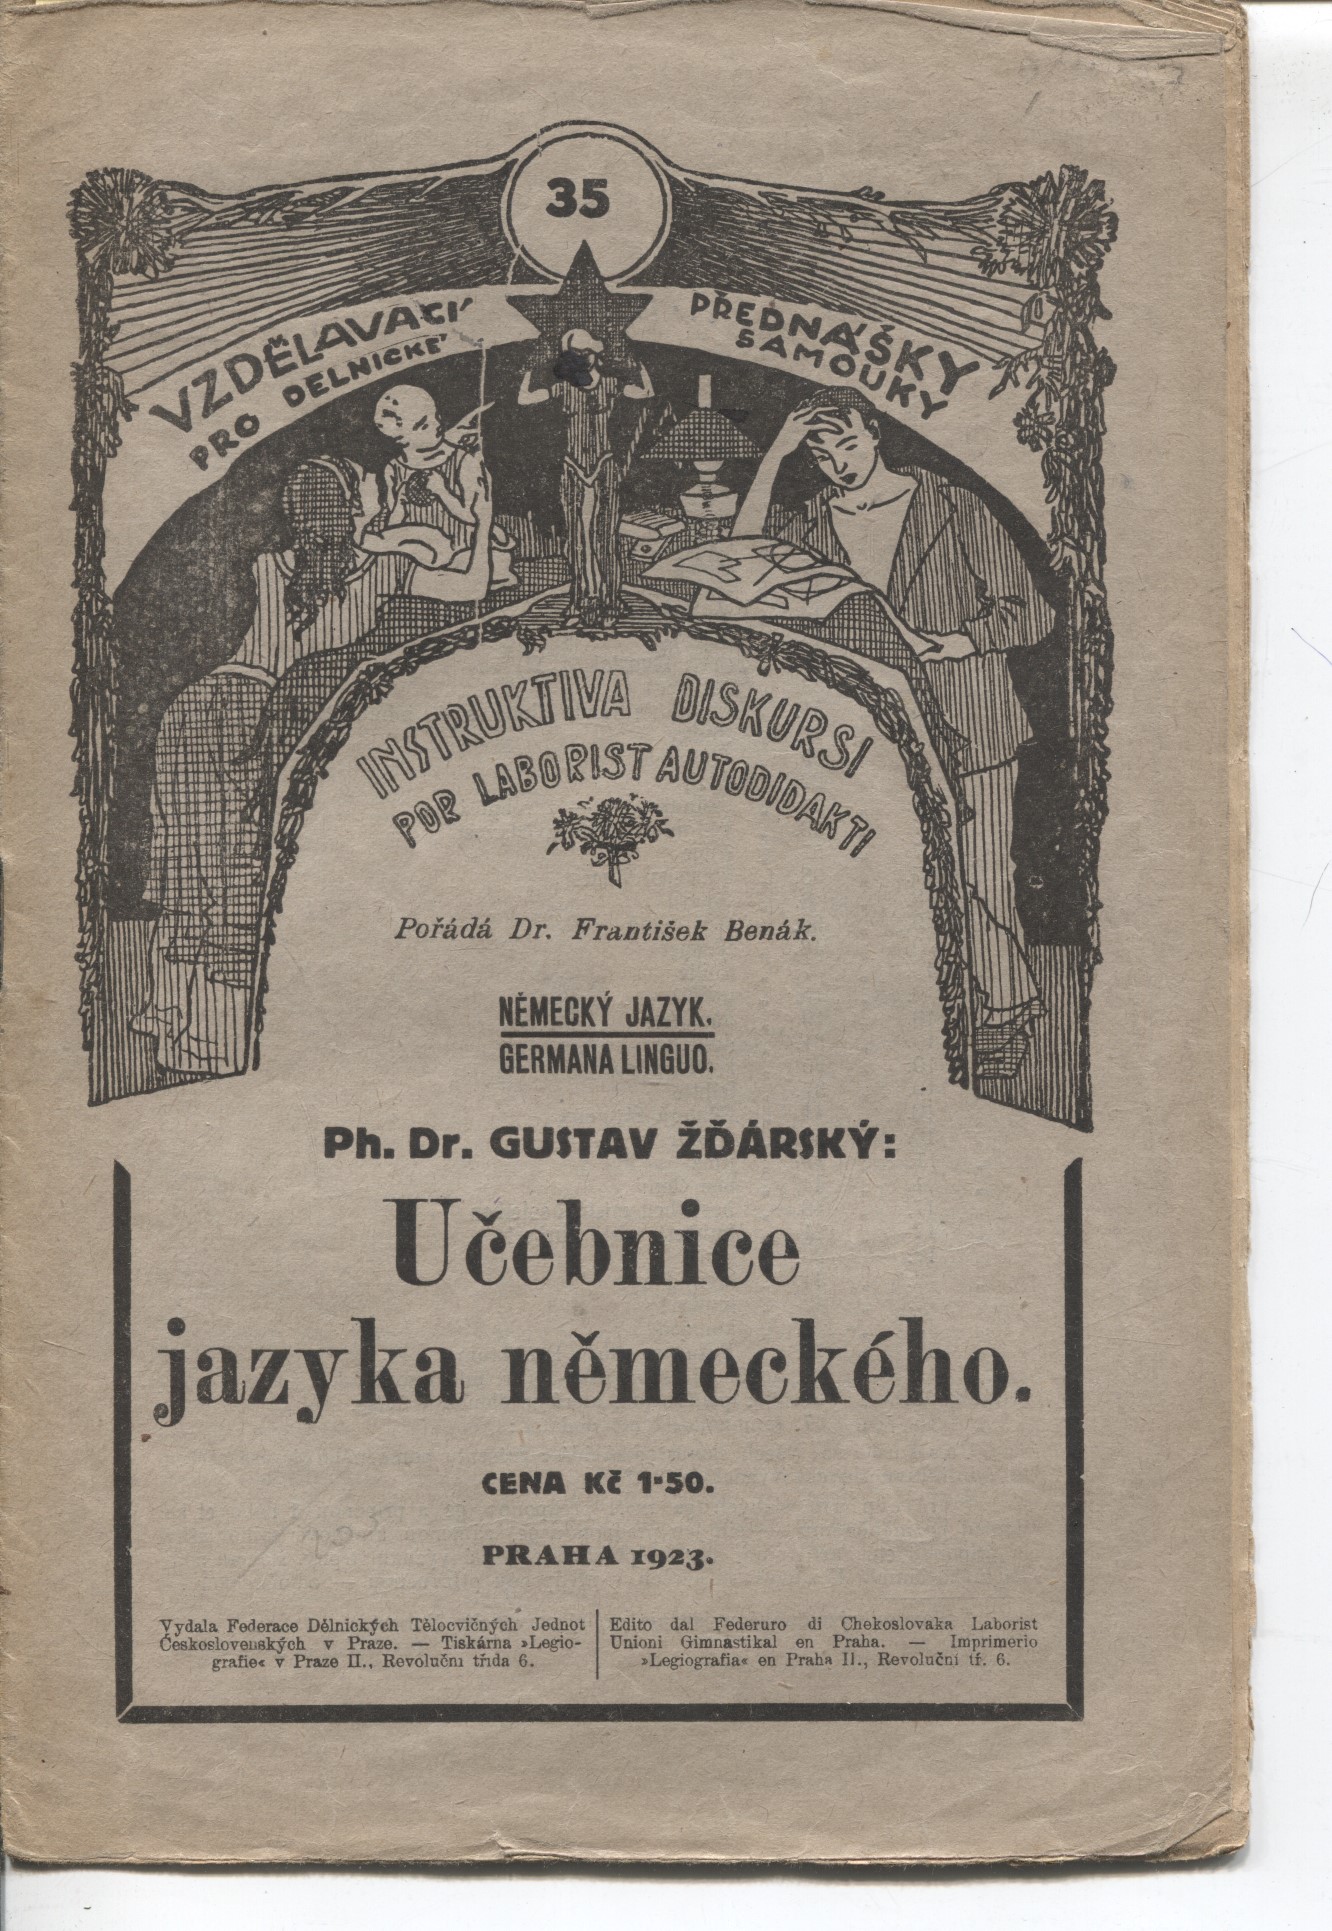 35
VZDĚLAVACÍ PŘEDNÁŠKY
PRO DELNICKÉ SAMOUKY
INSTRUKTIVA DISKURSI
POR LABORIST AUTODIDAKTI
Pořádá Dr. František Benák.
NĚMECKÝ JAZYK.
GERMANA LINGUO.
Ph. Dr. GUSTAV ŽĎÁRSKÝ:
Učebnice
jazyka německého.
CENA Kč 1·50.
PRAHA 1923.
Vydala Federace Dělnických Tělocvičných Jednot
Československých v Praze. — Tiskárna »Legio-
grafie« v Praze II., Revoluční třída 6.
Edito dal Federuro di Chekoslovaka Laborist
Unioni Gimnastikal en Praha. — Imprimerio
»Legiografia« en Praha II., Revoluční tř. 6.